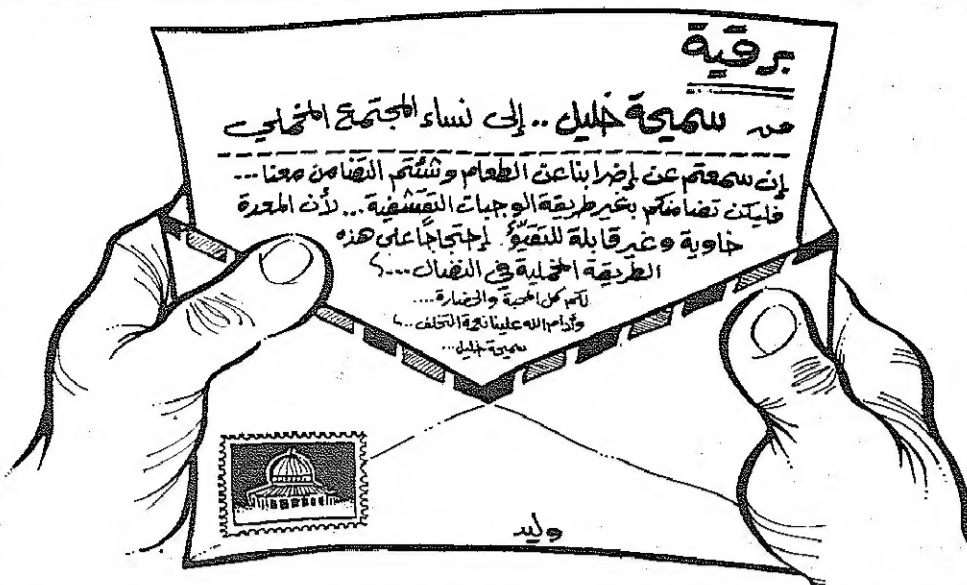 برقية
من سميحة خليل .. إلى نساء المجتمع المخملي
إن سمعتم عن إضرابنا عن الطعام وشئتم التضامن معنا...
فليكن تضامنكم بغير طريقة الوجبات التقشفية... لأن المعدة
خاوية وغير قابلة للتقيؤ. إحتجاجاً على هذه
الطريقة المخملية في النضال...
لكم كل المحبة والحضارة....
وأدام الله علينا نعمة التخلف...
سميحة خليل...
وليد